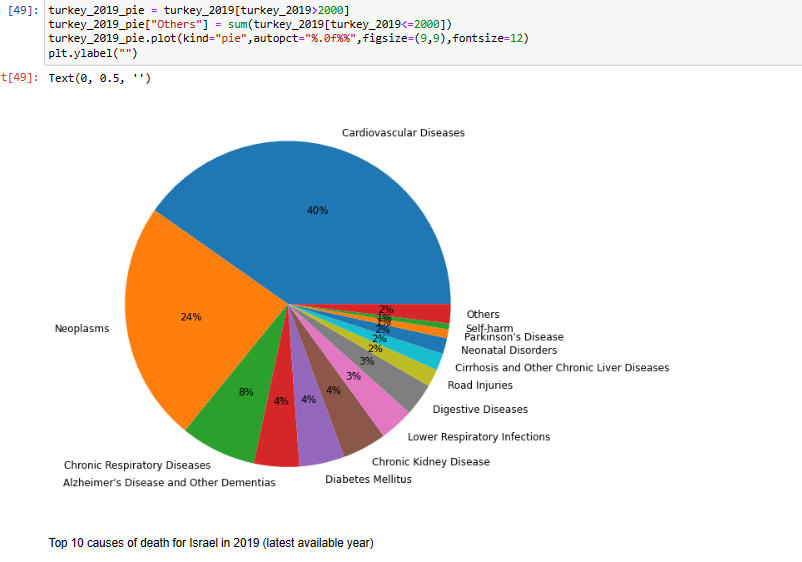 [49]: turkey_2019_pie = turkey_2019[turkey_2019>2000]
turkey_2019_pie["Others"] = sum(turkey_2019[turkey_2019<=2000])
turkey_2019_pie.plot(kind="pie",autopct="%.0f%%",figsize=(9,9),fontsize=12)
plt.ylabel("")
t[49]: Text(0, 0.5, '')
Cardiovascular Diseases
40%
24%
Neoplasms
8%
4%
4%
4%
3%
3%
2%
2%
2%
1%
1%
2%
Others
Self-harm
Parkinson's Disease
Neonatal Disorders
Cirrhosis and Other Chronic Liver Diseases
Road Injuries
Digestive Diseases
Lower Respiratory Infections
Chronic Kidney Disease
Diabetes Mellitus
Chronic Respiratory Diseases
Alzheimer's Disease and Other Dementias
Top 10 causes of death for Israel in 2019 (latest available year)